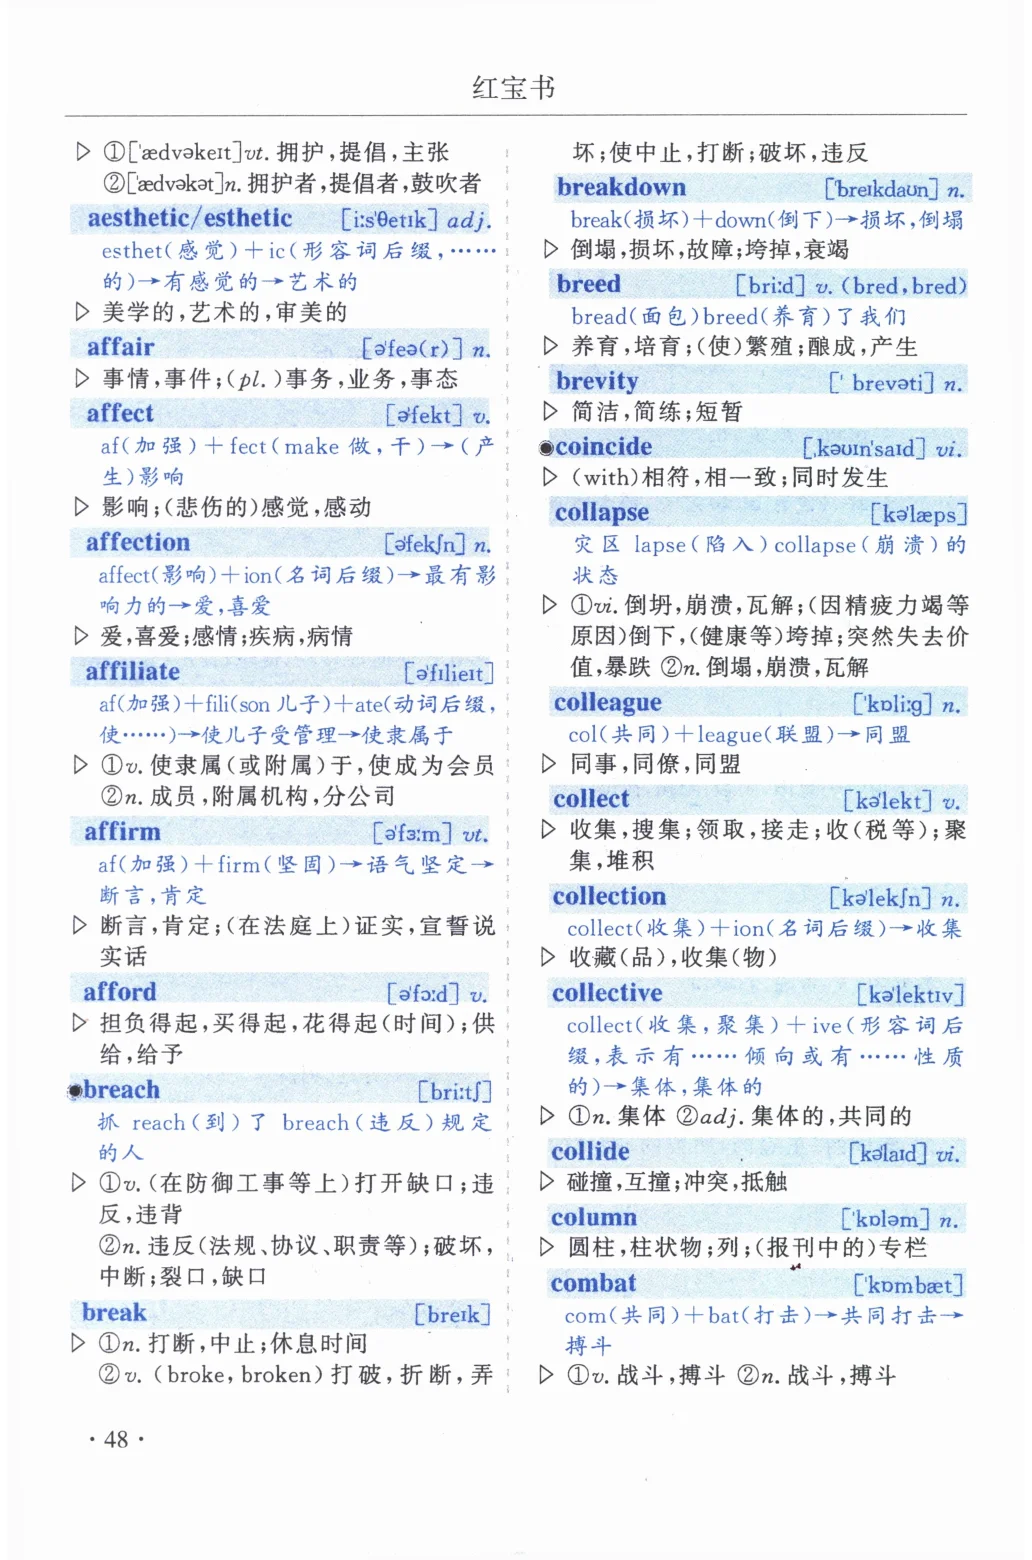 红宝书
▷ ①[ˈædvəkeɪt]vt. 拥护,提倡,主张
②[ˈædvəkət]n. 拥护者,提倡者,鼓吹者
aesthetic/esthetic [iːsˈθetɪk] adj.
esthet(感觉)+ic(形容词后缀,……
的)→有感觉的→艺术的
▷ 美学的,艺术的,审美的
affair [əˈfeə(r)] n.
▷ 事情,事件;(pl.)事务,业务,事态
affect [əˈfekt] v.
af(加强)+fect(make 做,干)→(产
生)影响
▷ 影响;(悲伤的)感觉,感动
affection [əˈfekʃn] n.
affect(影响)+ion(名词后缀)→最有影
响力的→爱,喜爱
▷ 爱,喜爱;感情;疾病,病情
affiliate [əˈfɪlieɪt]
af(加强)+fili(son 儿子)+ate(动词后缀,
使……)→使儿子受管理→使隶属于
▷ ①v. 使隶属(或附属)于,使成为会员
②n. 成员,附属机构,分公司
affirm [əˈfɜːm] vt.
af(加强)+firm(坚固)→语气坚定→
断言,肯定
▷ 断言,肯定;(在法庭上)证实,宣誓说
实话
afford [əˈfɔːd] v.
▷ 担负得起,买得起,花得起(时间);供
给,给予
breach [briːtʃ]
抓 reach(到)了 breach(违反)规定
的人
▷ ①v.(在防御工事等上)打开缺口;违
反,违背
②n. 违反(法规、协议、职责等);破坏,
中断;裂口,缺口
break [breɪk]
▷ ①n. 打断,中止;休息时间
②v. (broke, broken) 打破,折断,弄
坏;使中止,打断;破坏,违反
breakdown [ˈbreɪkdaʊn] n.
break(损坏)+down(倒下)→损坏,倒塌
▷ 倒塌,损坏,故障;垮掉,衰竭
breed [briːd] v. (bred, bred)
bread(面包)breed(养育)了我们
▷ 养育,培育;(使)繁殖;酿成,产生
brevity [ˈbrevəti] n.
▷ 简洁,简练;短暂
coincide [ˌkəʊɪnˈsaɪd] vi.
▷ (with)相符,相一致;同时发生
collapse [kəˈlæps]
灾区 lapse(陷入)collapse(崩溃)的
状态
▷ ①vi. 倒坍,崩溃,瓦解;(因精疲力竭等
原因)倒下,(健康等)垮掉;突然失去价
值,暴跌 ②n. 倒塌,崩溃,瓦解
colleague [ˈkɒliːg] n.
col(共同)+league(联盟)→同盟
▷ 同事,同僚,同盟
collect [kəˈlekt] v.
▷ 收集,搜集;领取,接走;收(税等);聚
集,堆积
collection [kəˈlekʃn] n.
collect(收集)+ion(名词后缀)→收集
▷ 收藏(品),收集(物)
collective [kəˈlektɪv]
collect(收集,聚集)+ive(形容词后
缀,表示有……倾向或有……性质
的)→集体,集体的
▷ ①n. 集体 ②adj. 集体的,共同的
collide [kəˈlaɪd] vi.
▷ 碰撞,互撞;冲突,抵触
column [ˈkɒləm] n.
▷ 圆柱,柱状物;列;(报刊中的)专栏
combat [ˈkɒmbæt]
com(共同)+bat(打击)→共同打击→
搏斗
▷ ①v. 战斗,搏斗 ②n. 战斗,搏斗
· 48 ·